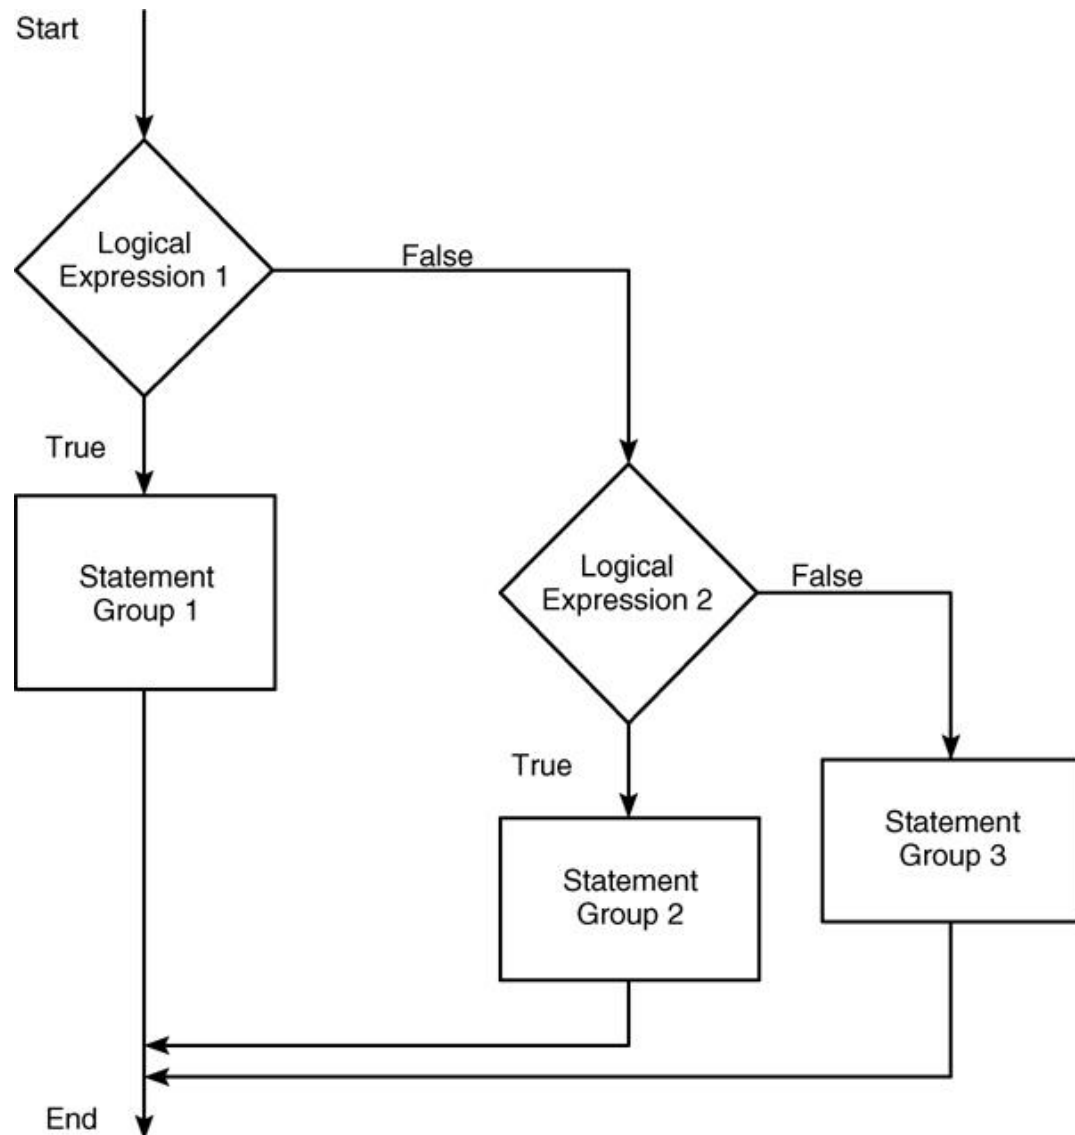 Start
Logical
Expression 1
False
True
Statement
Group 1
Logical
Expression 2
False
True
Statement
Group 2
Statement
Group 3
End